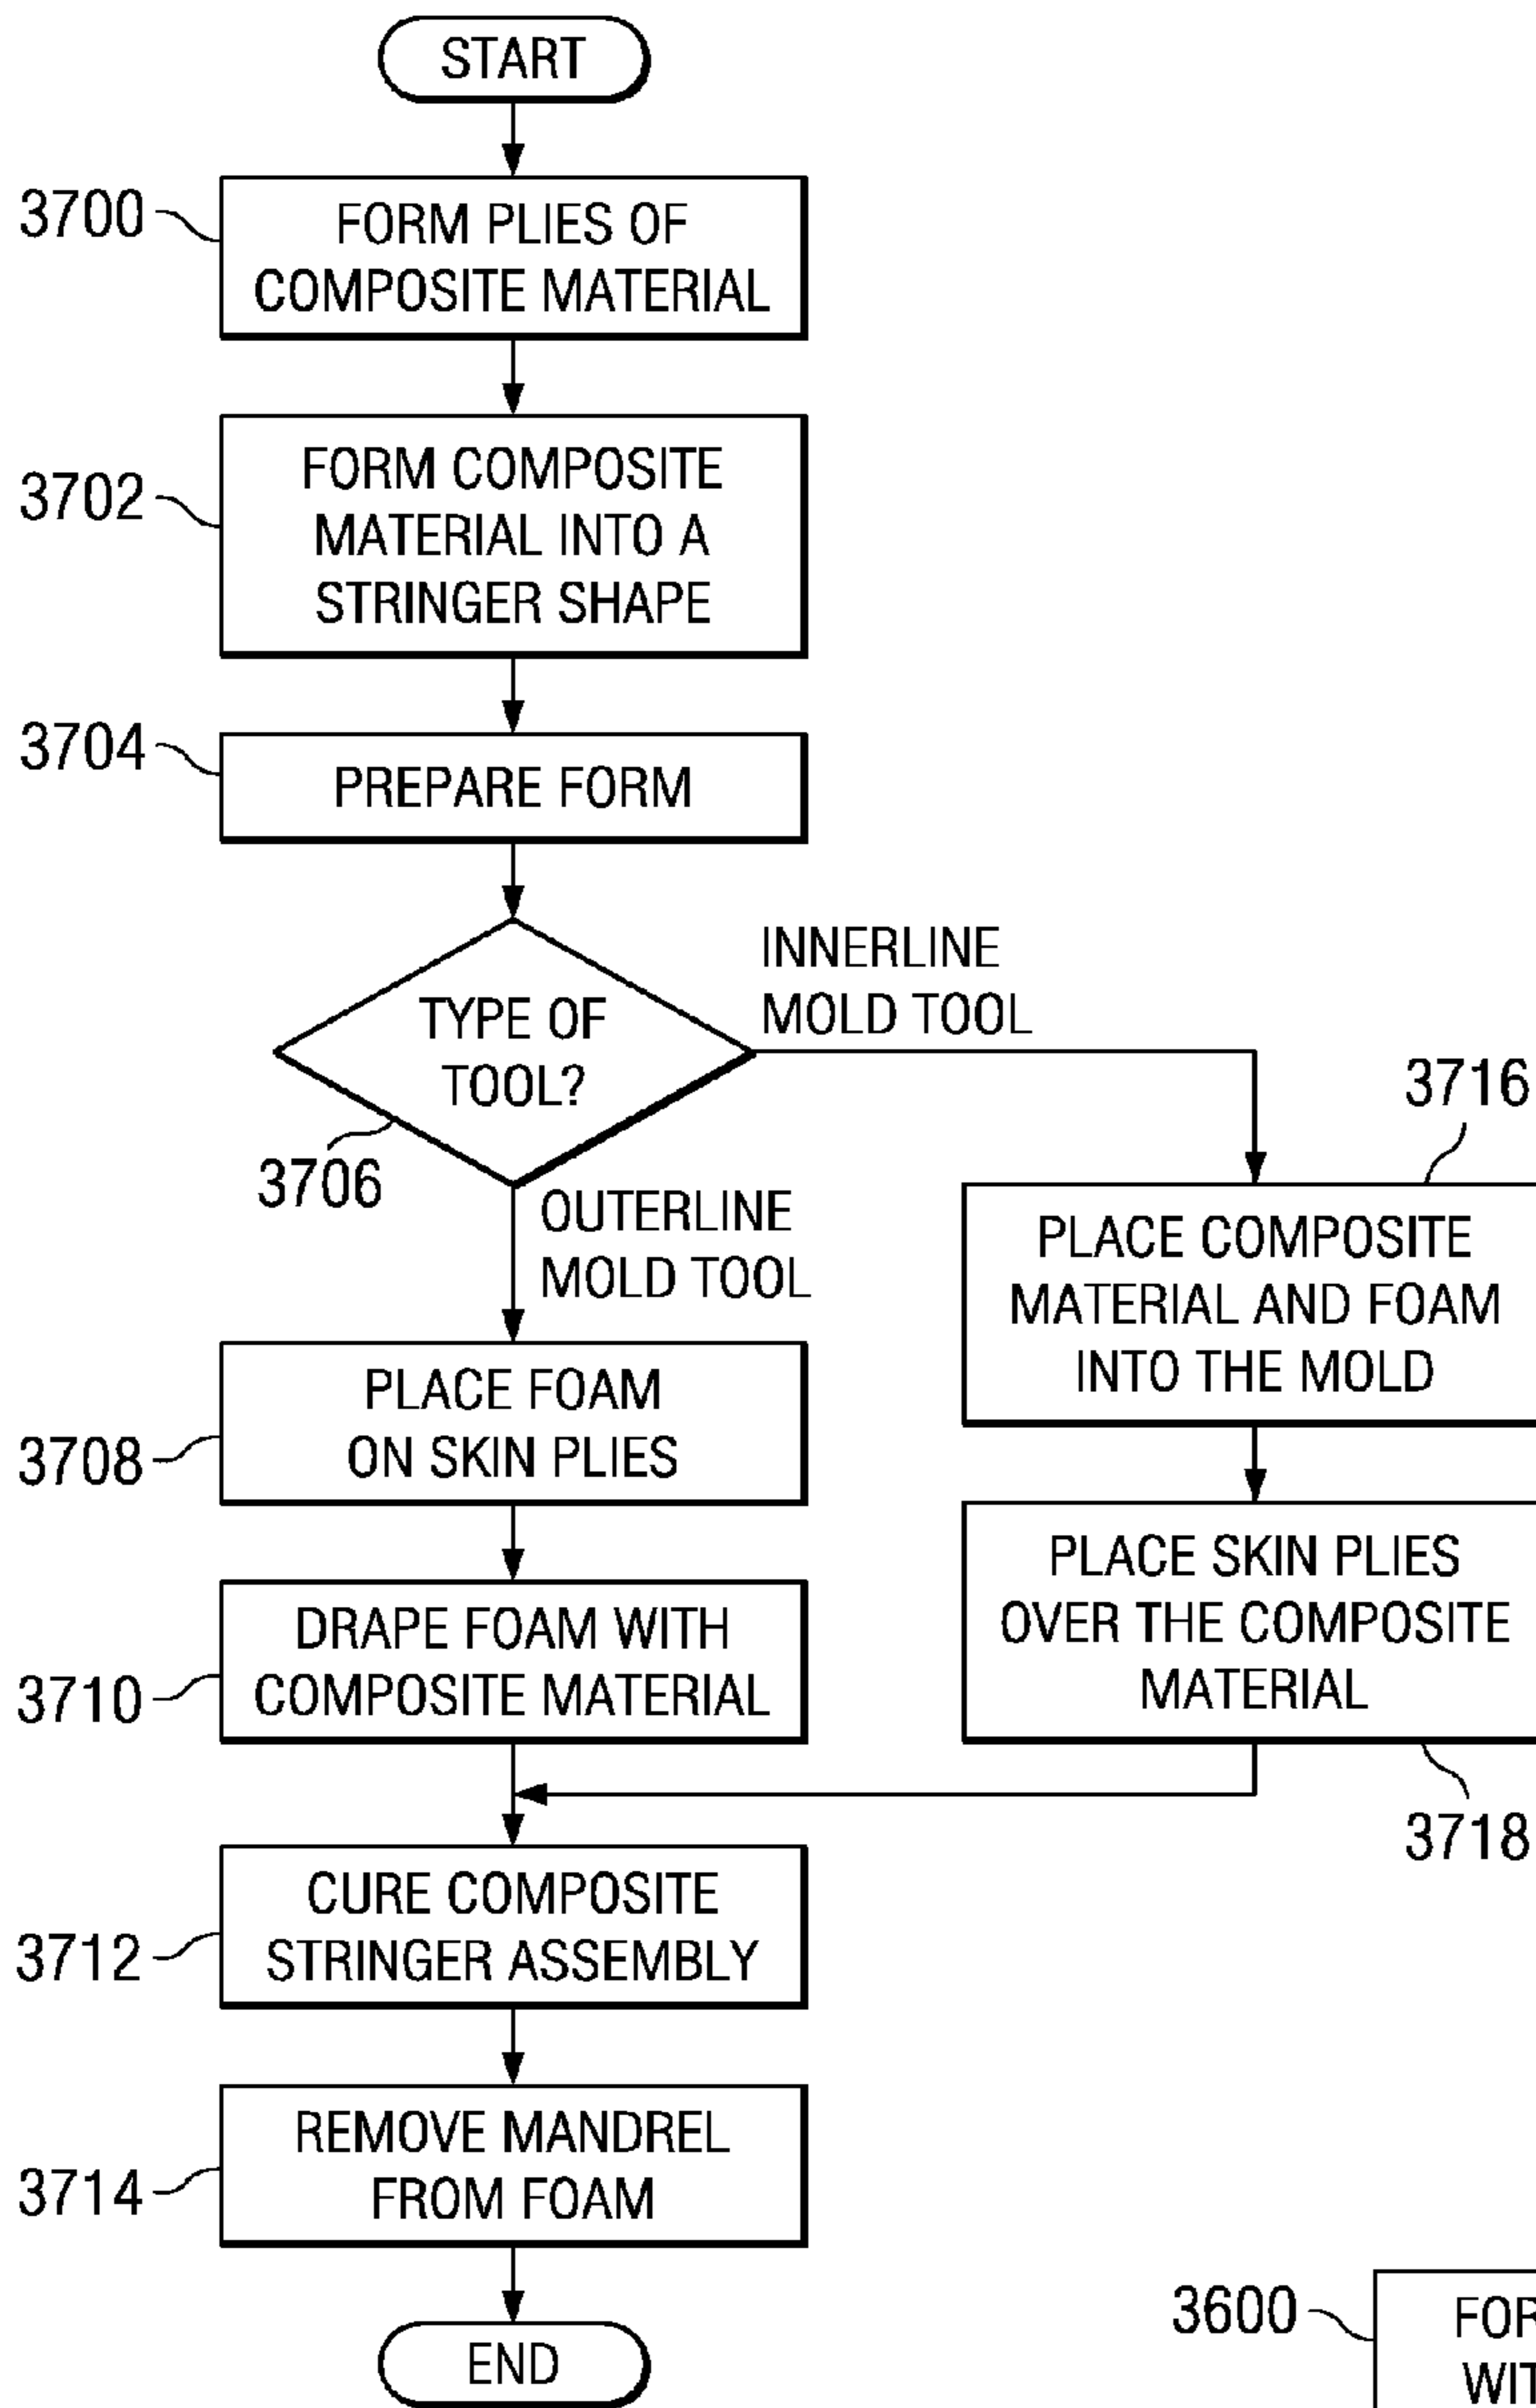 START
3700
FORM PLIES OF
COMPOSITE MATERIAL
3702
FORM COMPOSITE
MATERIAL INTO A
STRINGER SHAPE
3704
PREPARE FORM
TYPE OF
TOOL?
3706
INNERLINE
MOLD TOOL
OUTERLINE
MOLD TOOL
3716
PLACE COMPOSITE
MATERIAL AND FOAM
INTO THE MOLD
3708
PLACE FOAM
ON SKIN PLIES
PLACE SKIN PLIES
OVER THE COMPOSITE
MATERIAL
3718
3710
DRAPE FOAM WITH
COMPOSITE MATERIAL
3712
CURE COMPOSITE
STRINGER ASSEMBLY
3714
REMOVE MANDREL
FROM FOAM
END
3600